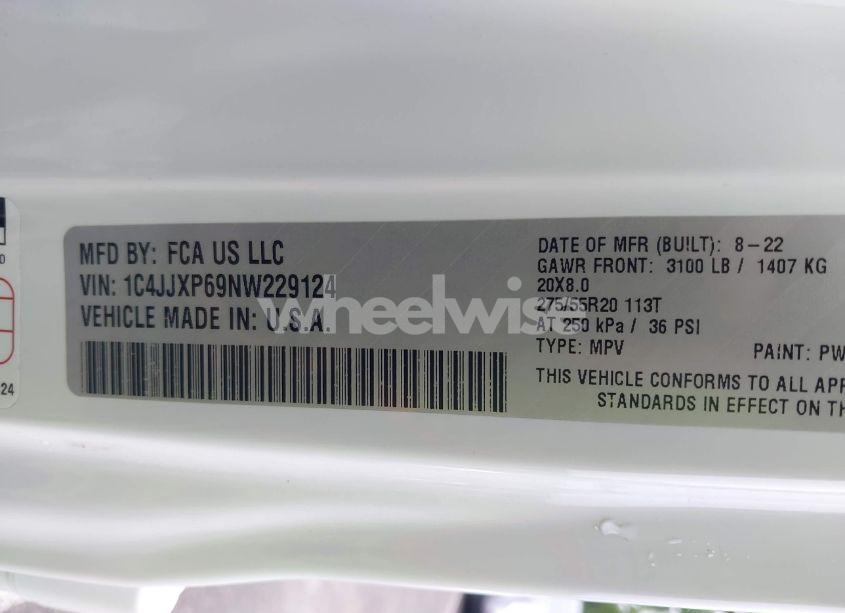 MFD BY: FCA US LLC
VIN: 1C4JJXP69NW229124
VEHICLE MADE IN: U.S.A.
DATE OF MFR (BUILT): 8-22
GAWR FRONT: 3100 LB / 1407 KG
20X8.0
275/55R20 113T
AT 250 kPa / 36 PSI
TYPE: MPV
PAINT: PW
THIS VEHICLE CONFORMS TO ALL APP
STANDARDS IN EFFECT ON TH
wheelwise
0
24